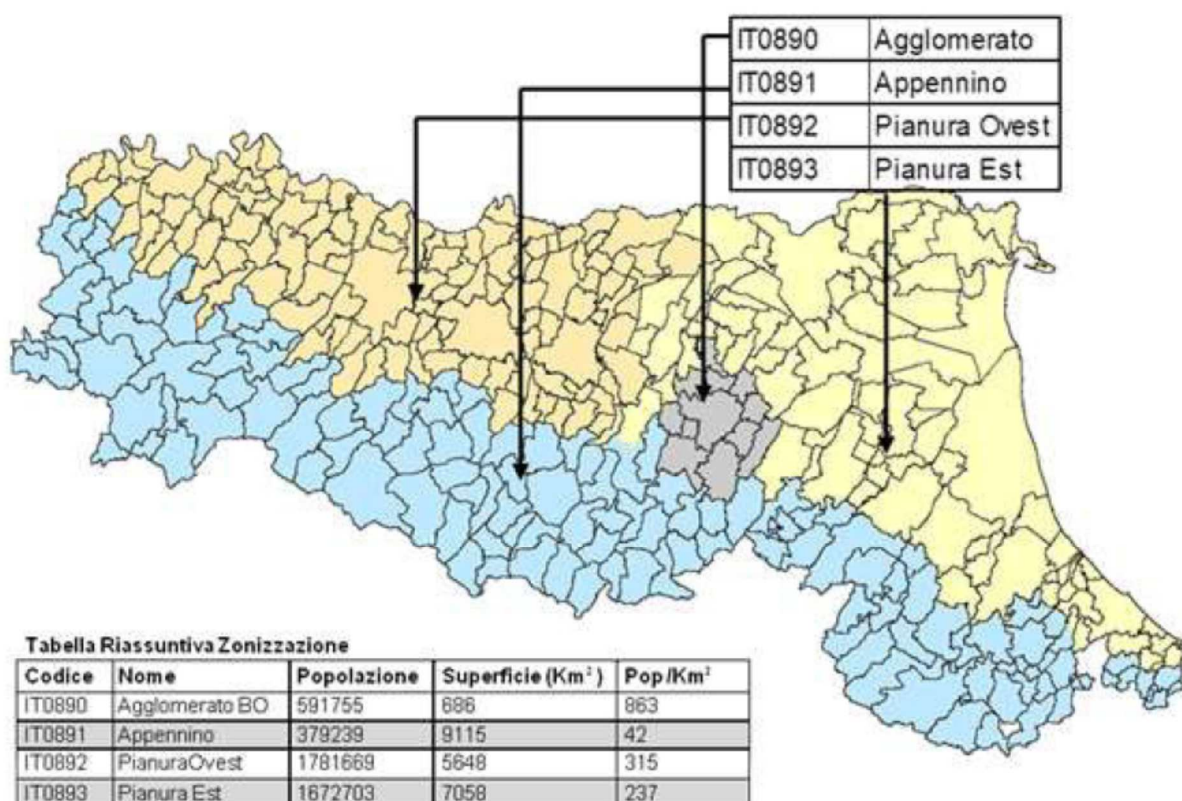 IT0890 Agglomerato
IT0891 Appennino
IT0892 Pianura Ovest
IT0893 Pianura Est
Tabella Riassuntiva Zonizzazione
Codice Nome Popolazione Superficie (Km²) Pop/Km²
IT0890 Agglomerato BO 591755 686 863
IT0891 Appennino 379239 9115 42
IT0892 PianuraOvest 1781669 5648 315
IT0893 Pianura Est 1672703 7058 237